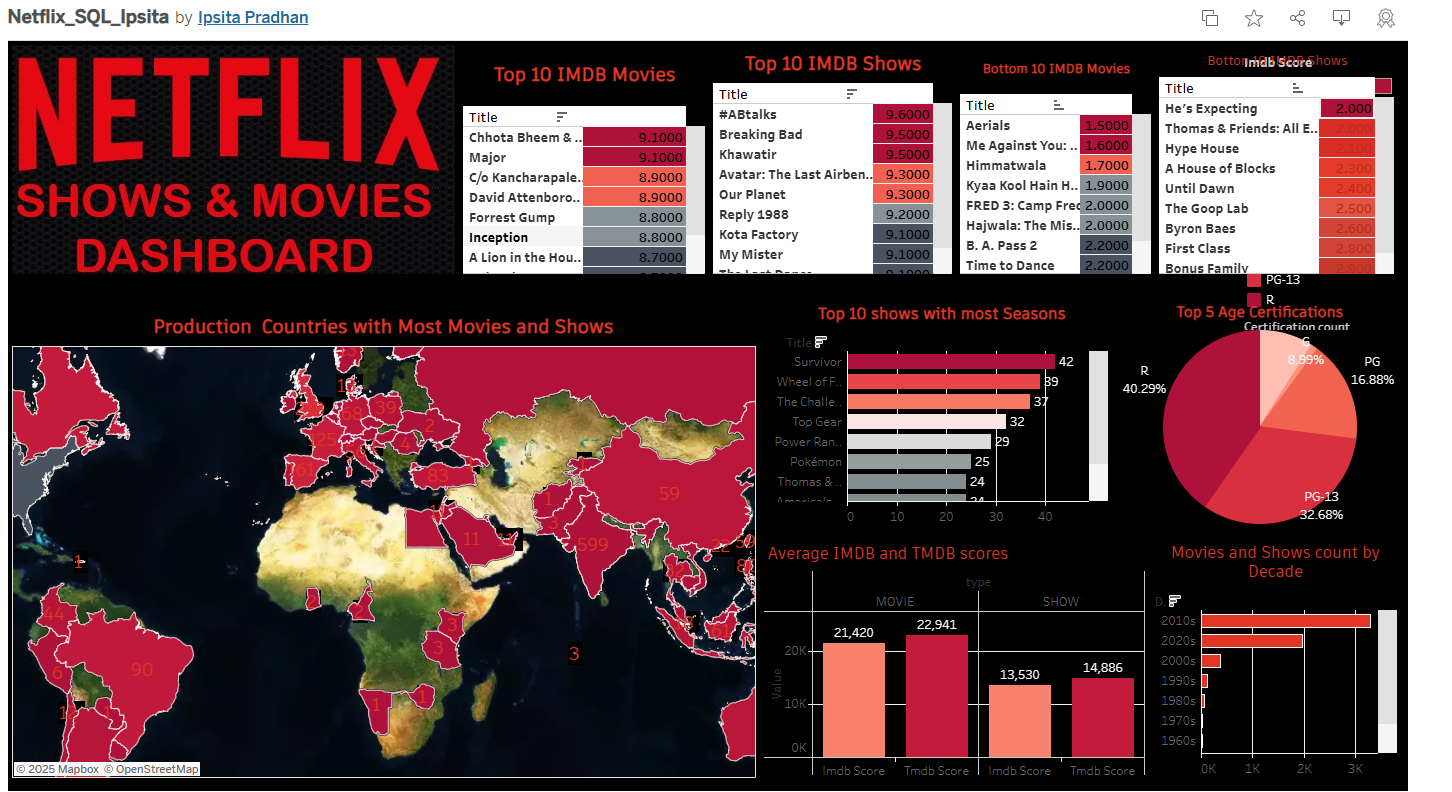 Netflix_SQL_Ipsita by Ipsita Pradhan
NETFLIX
SHOWS & MOVIES
DASHBOARD
Top 10 IMDB Movies
Title
Chhota Bheem & .. 9.1000
Major 9.1000
C/o Kancharapale.. 8.9000
David Attenboro.. 8.9000
Forrest Gump 8.8000
Inception 8.8000
A Lion in the Hou.. 8.7000
Top 10 IMDB Shows
Title
#ABtalks 9.6000
Breaking Bad 9.5000
Khawatir 9.5000
Avatar: The Last Airben.. 9.3000
Our Planet 9.3000
Reply 1988 9.2000
Kota Factory 9.1000
My Mister 9.1000
The Last Dance 9.1000
Bottom 10 IMDB Movies
Title
Aerials 1.5000
Me Against You: .. 1.6000
Himmatwala 1.7000
Kyaa Kool Hain H.. 1.9000
FRED 3: Camp Fred 2.0000
Hajwala: The Mis.. 2.0000
B. A. Pass 2 2.2000
Time to Dance 2.2000
Bottom 10 IMDB Shows
Imdb Score
Title
He's Expecting 2.000
Thomas & Friends: All E.. 2.000
Hype House 2.100
A House of Blocks 2.300
Until Dawn 2.400
The Goop Lab 2.500
Byron Baes 2.600
First Class 2.800
Bonus Family 2.900
PG-13
R
Production Countries with Most Movies and Shows
39
2
4
83
59
1
1
3
11
599
1
44
90
6
3
3
3
1
1
© 2025 Mapbox © OpenStreetMap
Top 10 shows with most Seasons
Title
Survivor 42
Wheel of F.. 39
The Challe.. 37
Top Gear 32
Power Ran.. 29
Pokémon 25
Thomas & .. 24
America's .. 24
0 10 20 30 40
Top 5 Age Certifications
Certification count
G
8.99%
PG
16.88%
R
40.29%
PG-13
32.68%
Average IMDB and TMDB scores
type
MOVIE SHOW
Value
20K
10K
0K
21,420 22,941 13,530 14,886
Imdb Score Tmdb Score Imdb Score Tmdb Score
Movies and Shows count by
Decade
D..
2010s
2020s
2000s
1990s
1980s
1970s
1960s
0K 1K 2K 3K